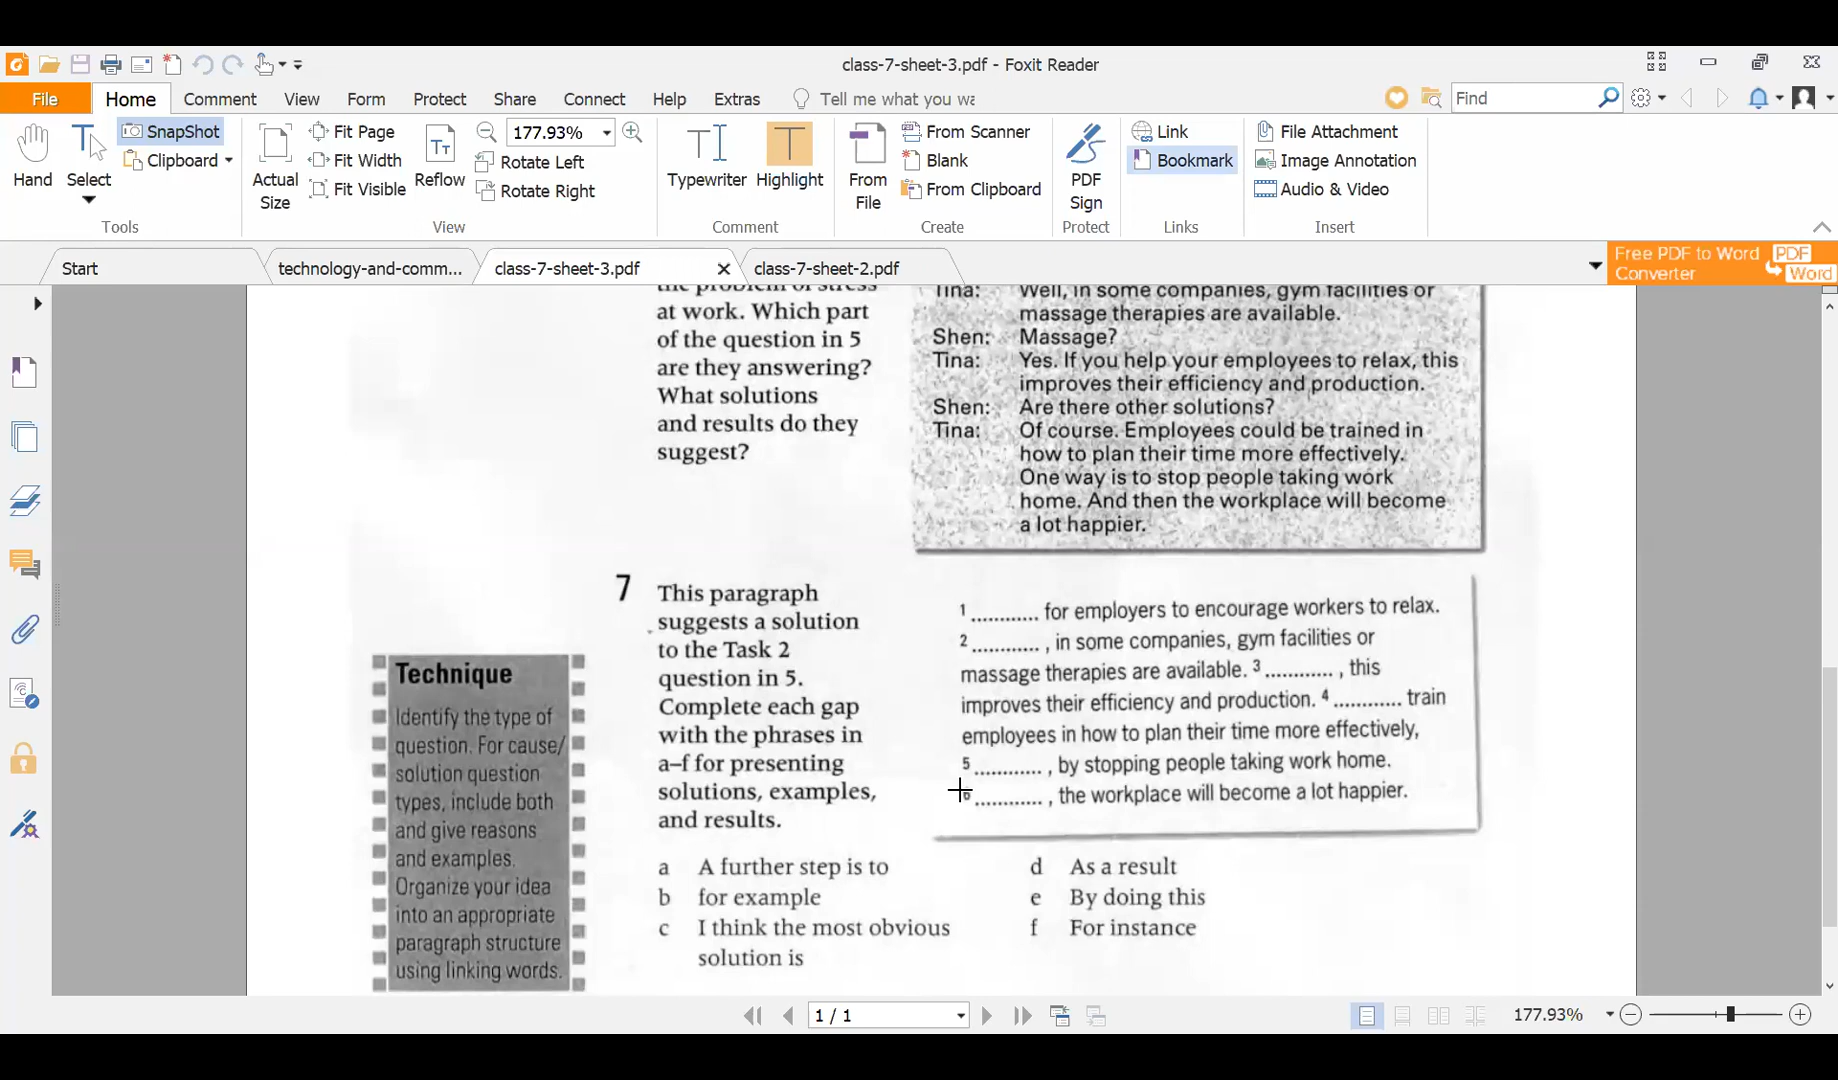 class-7-sheet-3.pdf - Foxit Reader
File
Home
Comment
View
Form
Protect
Share
Connect
Help
Extras
Tell me what you wa
Find
Hand
Select
SnapShot
Clipboard
Tools
Actual
Size
Fit Page
Fit Width
Fit Visible
Reflow
177.93%
Rotate Left
Rotate Right
View
Typewriter
Highlight
Comment
From
File
From Scanner
Blank
From Clipboard
Create
PDF
Sign
Protect
Link
Bookmark
Links
File Attachment
Image Annotation
Audio & Video
Insert
Start
technology-and-comm...
class-7-sheet-3.pdf
class-7-sheet-2.pdf
Free PDF to Word
Converter
PDF
Word
the problem of stress
at work. Which part
of the question in 5
are they answering?
What solutions
and results do they
suggest?
Tina: Well, in some companies, gym facilities or
massage therapies are available.
Shen: Massage?
Tina: Yes. If you help your employees to relax, this
improves their efficiency and production.
Shen: Are there other solutions?
Tina: Of course. Employees could be trained in
how to plan their time more effectively.
One way is to stop people taking work
home. And then the workplace will become
a lot happier.
7 This paragraph
suggests a solution
to the Task 2
question in 5.
Complete each gap
with the phrases in
a–f for presenting
solutions, examples,
and results.
1 ........... for employers to encourage workers to relax.
2 ........... , in some companies, gym facilities or
massage therapies are available. 3 ........... , this
improves their efficiency and production. 4 ........... train
employees in how to plan their time more effectively,
5 ........... , by stopping people taking work home.
6 ........... , the workplace will become a lot happier.
a A further step is to
b for example
c I think the most obvious
solution is
d As a result
e By doing this
f For instance
Technique
Identify the type of
question. For cause/
solution question
types, include both
and give reasons
and examples.
Organize your idea
into an appropriate
paragraph structure
using linking words.
1 / 1
177.93%